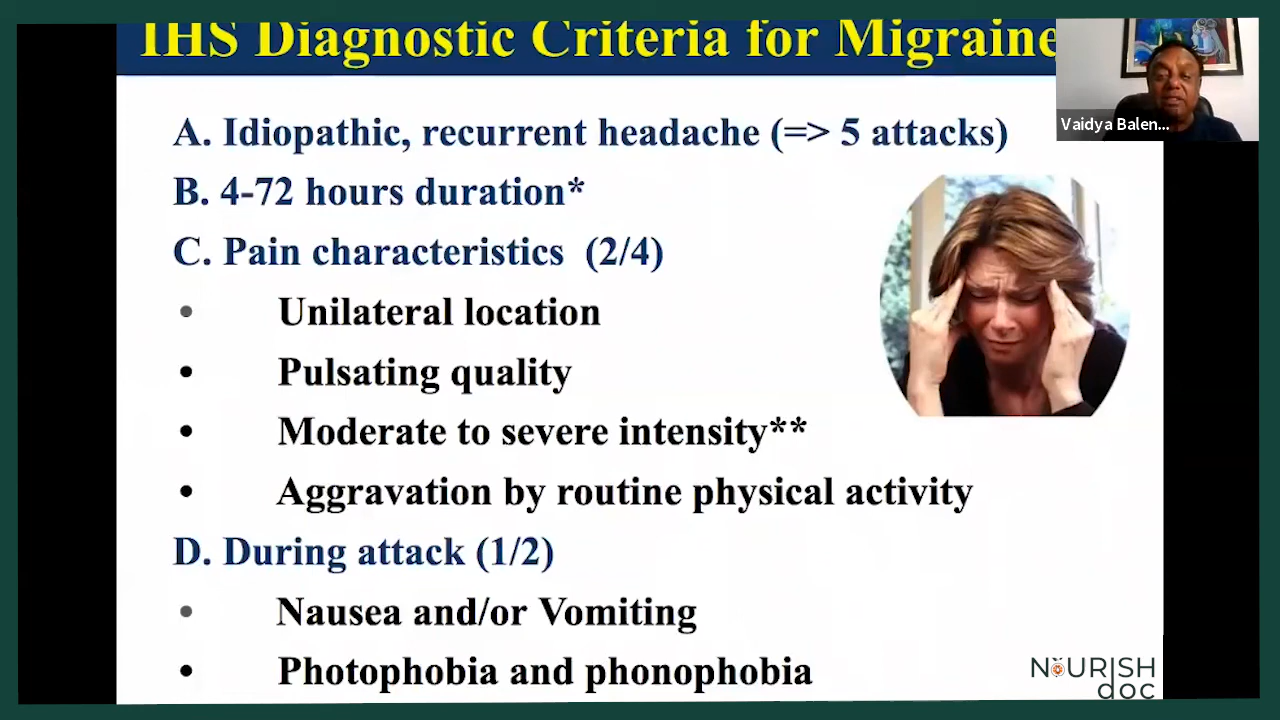 IHS Diagnostic Criteria for Migraine
Vaidya Balen...
A. Idiopathic, recurrent headache (=> 5 attacks)
B. 4-72 hours duration*
C. Pain characteristics (2/4)
• Unilateral location
• Pulsating quality
• Moderate to severe intensity**
• Aggravation by routine physical activity
D. During attack (1/2)
• Nausea and/or Vomiting
• Photophobia and phonophobia
NOURISH
doc